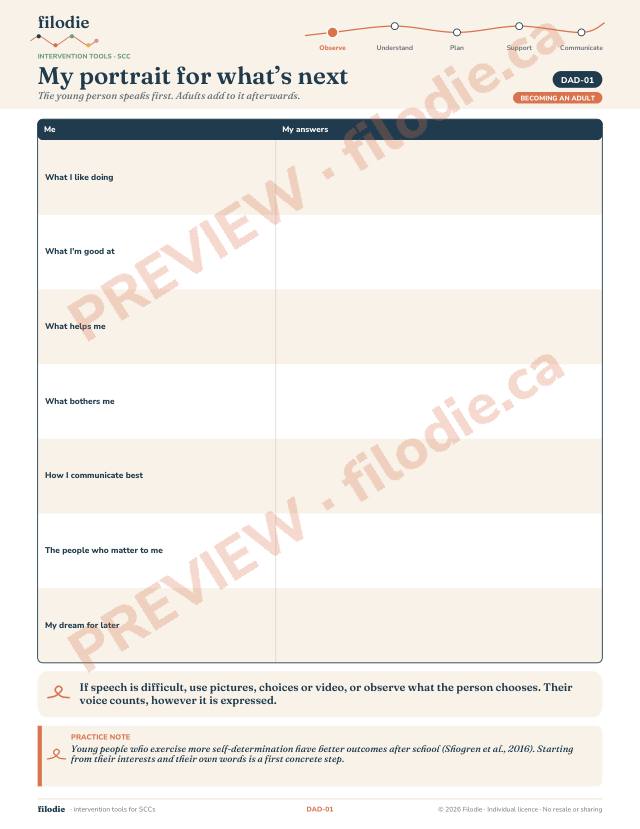 filodie
INTERVENTION TOOLS · SCC
Observe
Understand
Plan
Support
Communicate
My portrait for what's next
The young person speaks first. Adults add to it afterwards.
DAD-01
BECOMING AN ADULT
Me
My answers
What I like doing
What I'm good at
What helps me
What bothers me
How I communicate best
The people who matter to me
My dream for later
PREVIEW · filodie.ca
PREVIEW · filodie.ca
If speech is difficult, use pictures, choices or video, or observe what the person chooses. Their
voice counts, however it is expressed.
PRACTICE NOTE
Young people who exercise more self-determination have better outcomes after school (Shogren et al., 2016). Starting
from their interests and their own words is a first concrete step.
filodie · intervention tools for SCCs
DAD-01
© 2026 Filodie · Individual licence · No resale or sharing